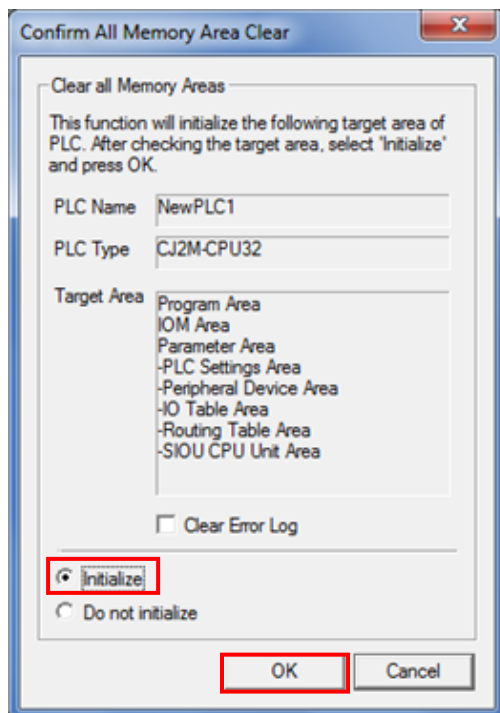 Confirm All Memory Area Clear
Clear all Memory Areas
This function will initialize the following target area of
PLC. After checking the target area, select 'Initialize'
and press OK.
PLC Name NewPLC1
PLC Type CJ2M-CPU32
Target Area Program Area
IOM Area
Parameter Area
-PLC Settings Area
-Peripheral Device Area
-IO Table Area
-Routing Table Area
-SIOU CPU Unit Area
Clear Error Log
Initialize
Do not initialize
OK Cancel